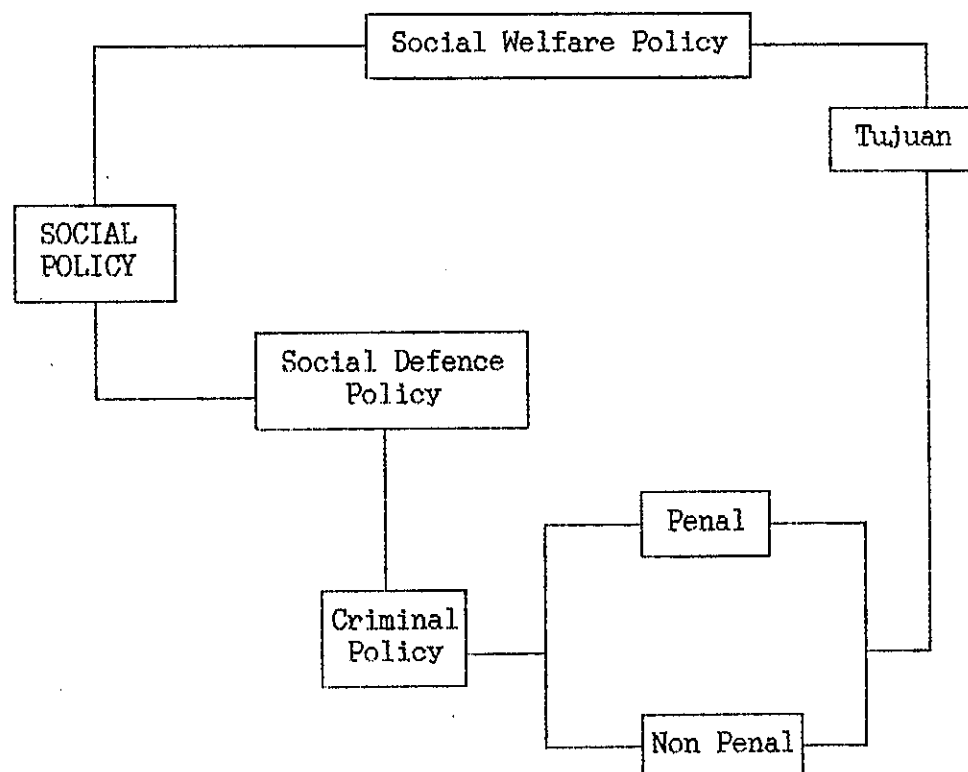 Social Welfare Policy
Tujuan
SOCIAL
POLICY
Social Defence
Policy
Penal
Criminal
Policy
Non Penal